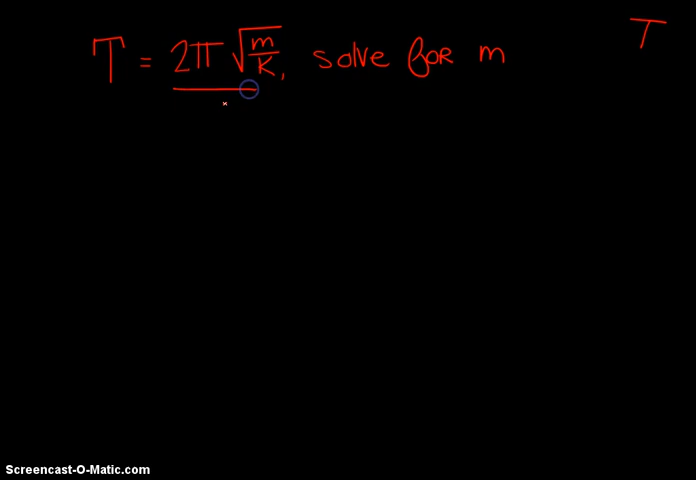 T = 2π √m/K, solve for m
T
Screencast-O-Matic.com